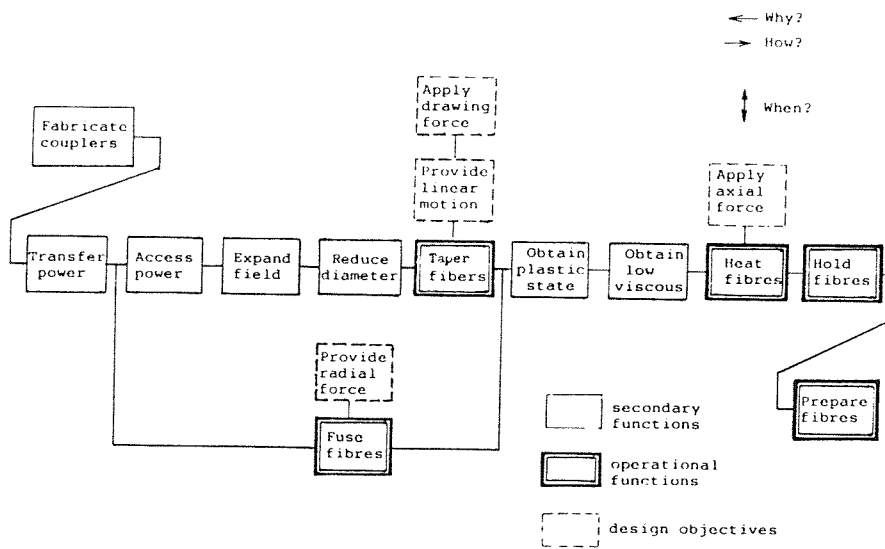 Why?
How?
When?
Apply
drawing
force
Fabricate
couplers
Provide
linear
motion
Apply
axial
force
Transfer
power
Access
power
Expand
field
Reduce
diameter
Taper
fibers
Obtain
plastic
state
Obtain
low
viscous
Heat
fibres
Hold
fibres
Provide
radial
force
Fuse
fibres
Prepare
fibres
secondary
functions
operational
functions
design objectives